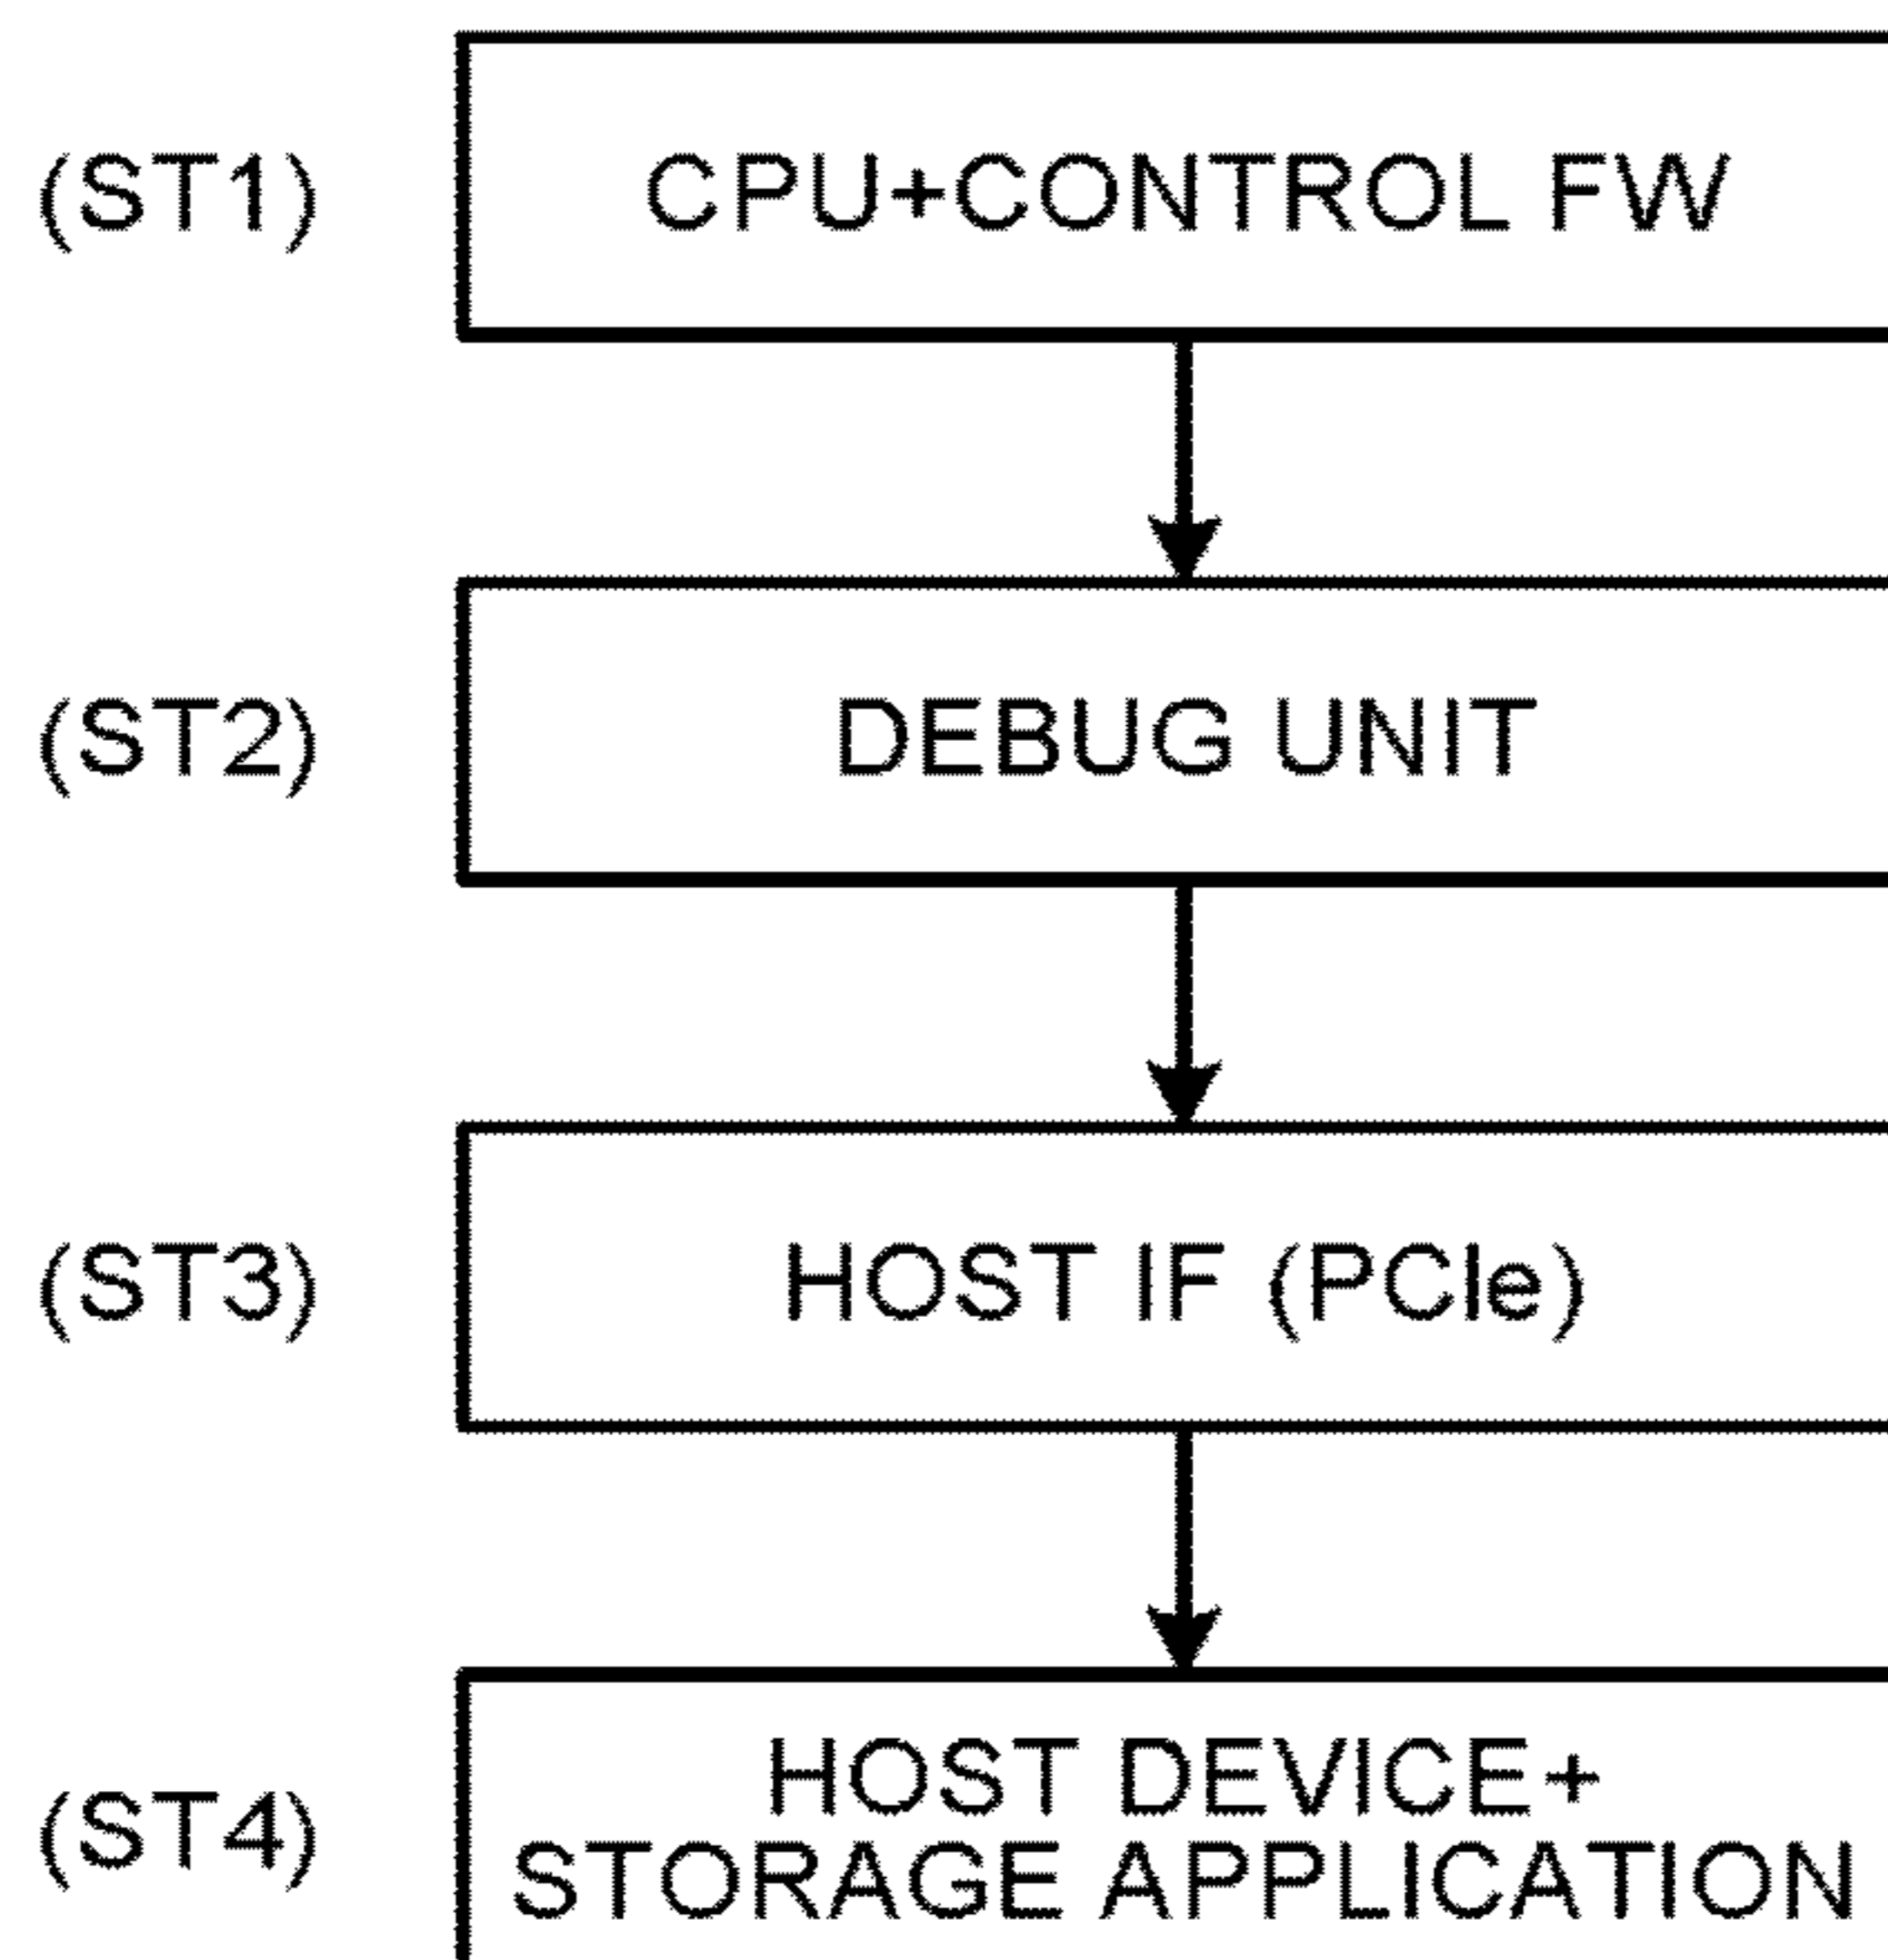 (ST1) CPU+CONTROL FW
(ST2) DEBUG UNIT
(ST3) HOST IF (PCIe)
(ST4) HOST DEVICE+
STORAGE APPLICATION